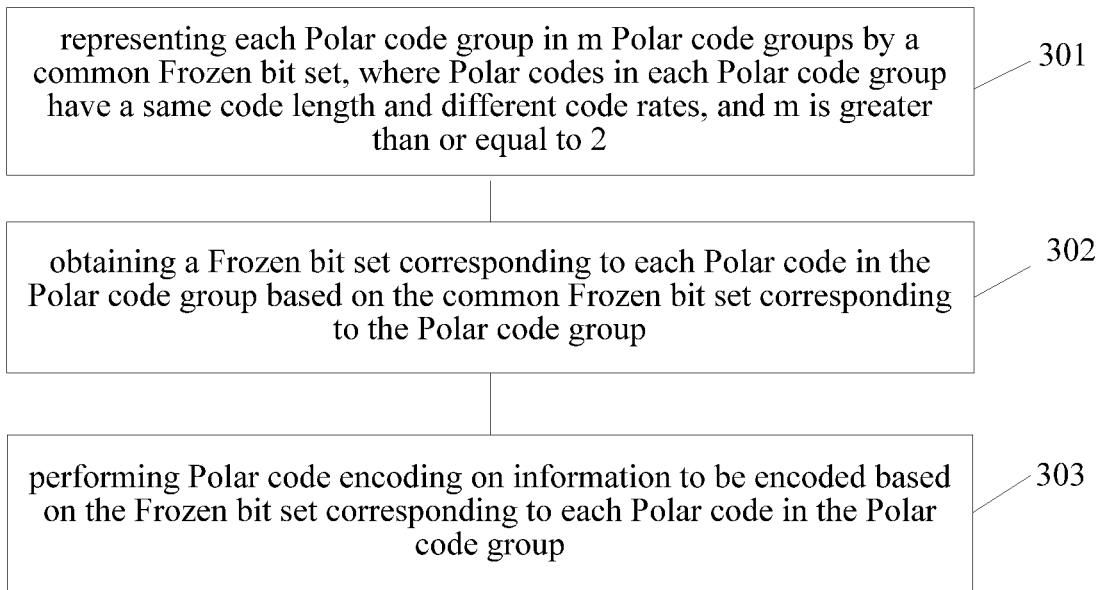 representing each Polar code group in m Polar code groups by a
common Frozen bit set, where Polar codes in each Polar code group
have a same code length and different code rates, and m is greater
than or equal to 2
301
obtaining a Frozen bit set corresponding to each Polar code in the
Polar code group based on the common Frozen bit set corresponding
to the Polar code group
302
performing Polar code encoding on information to be encoded based
on the Frozen bit set corresponding to each Polar code in the Polar
code group
303